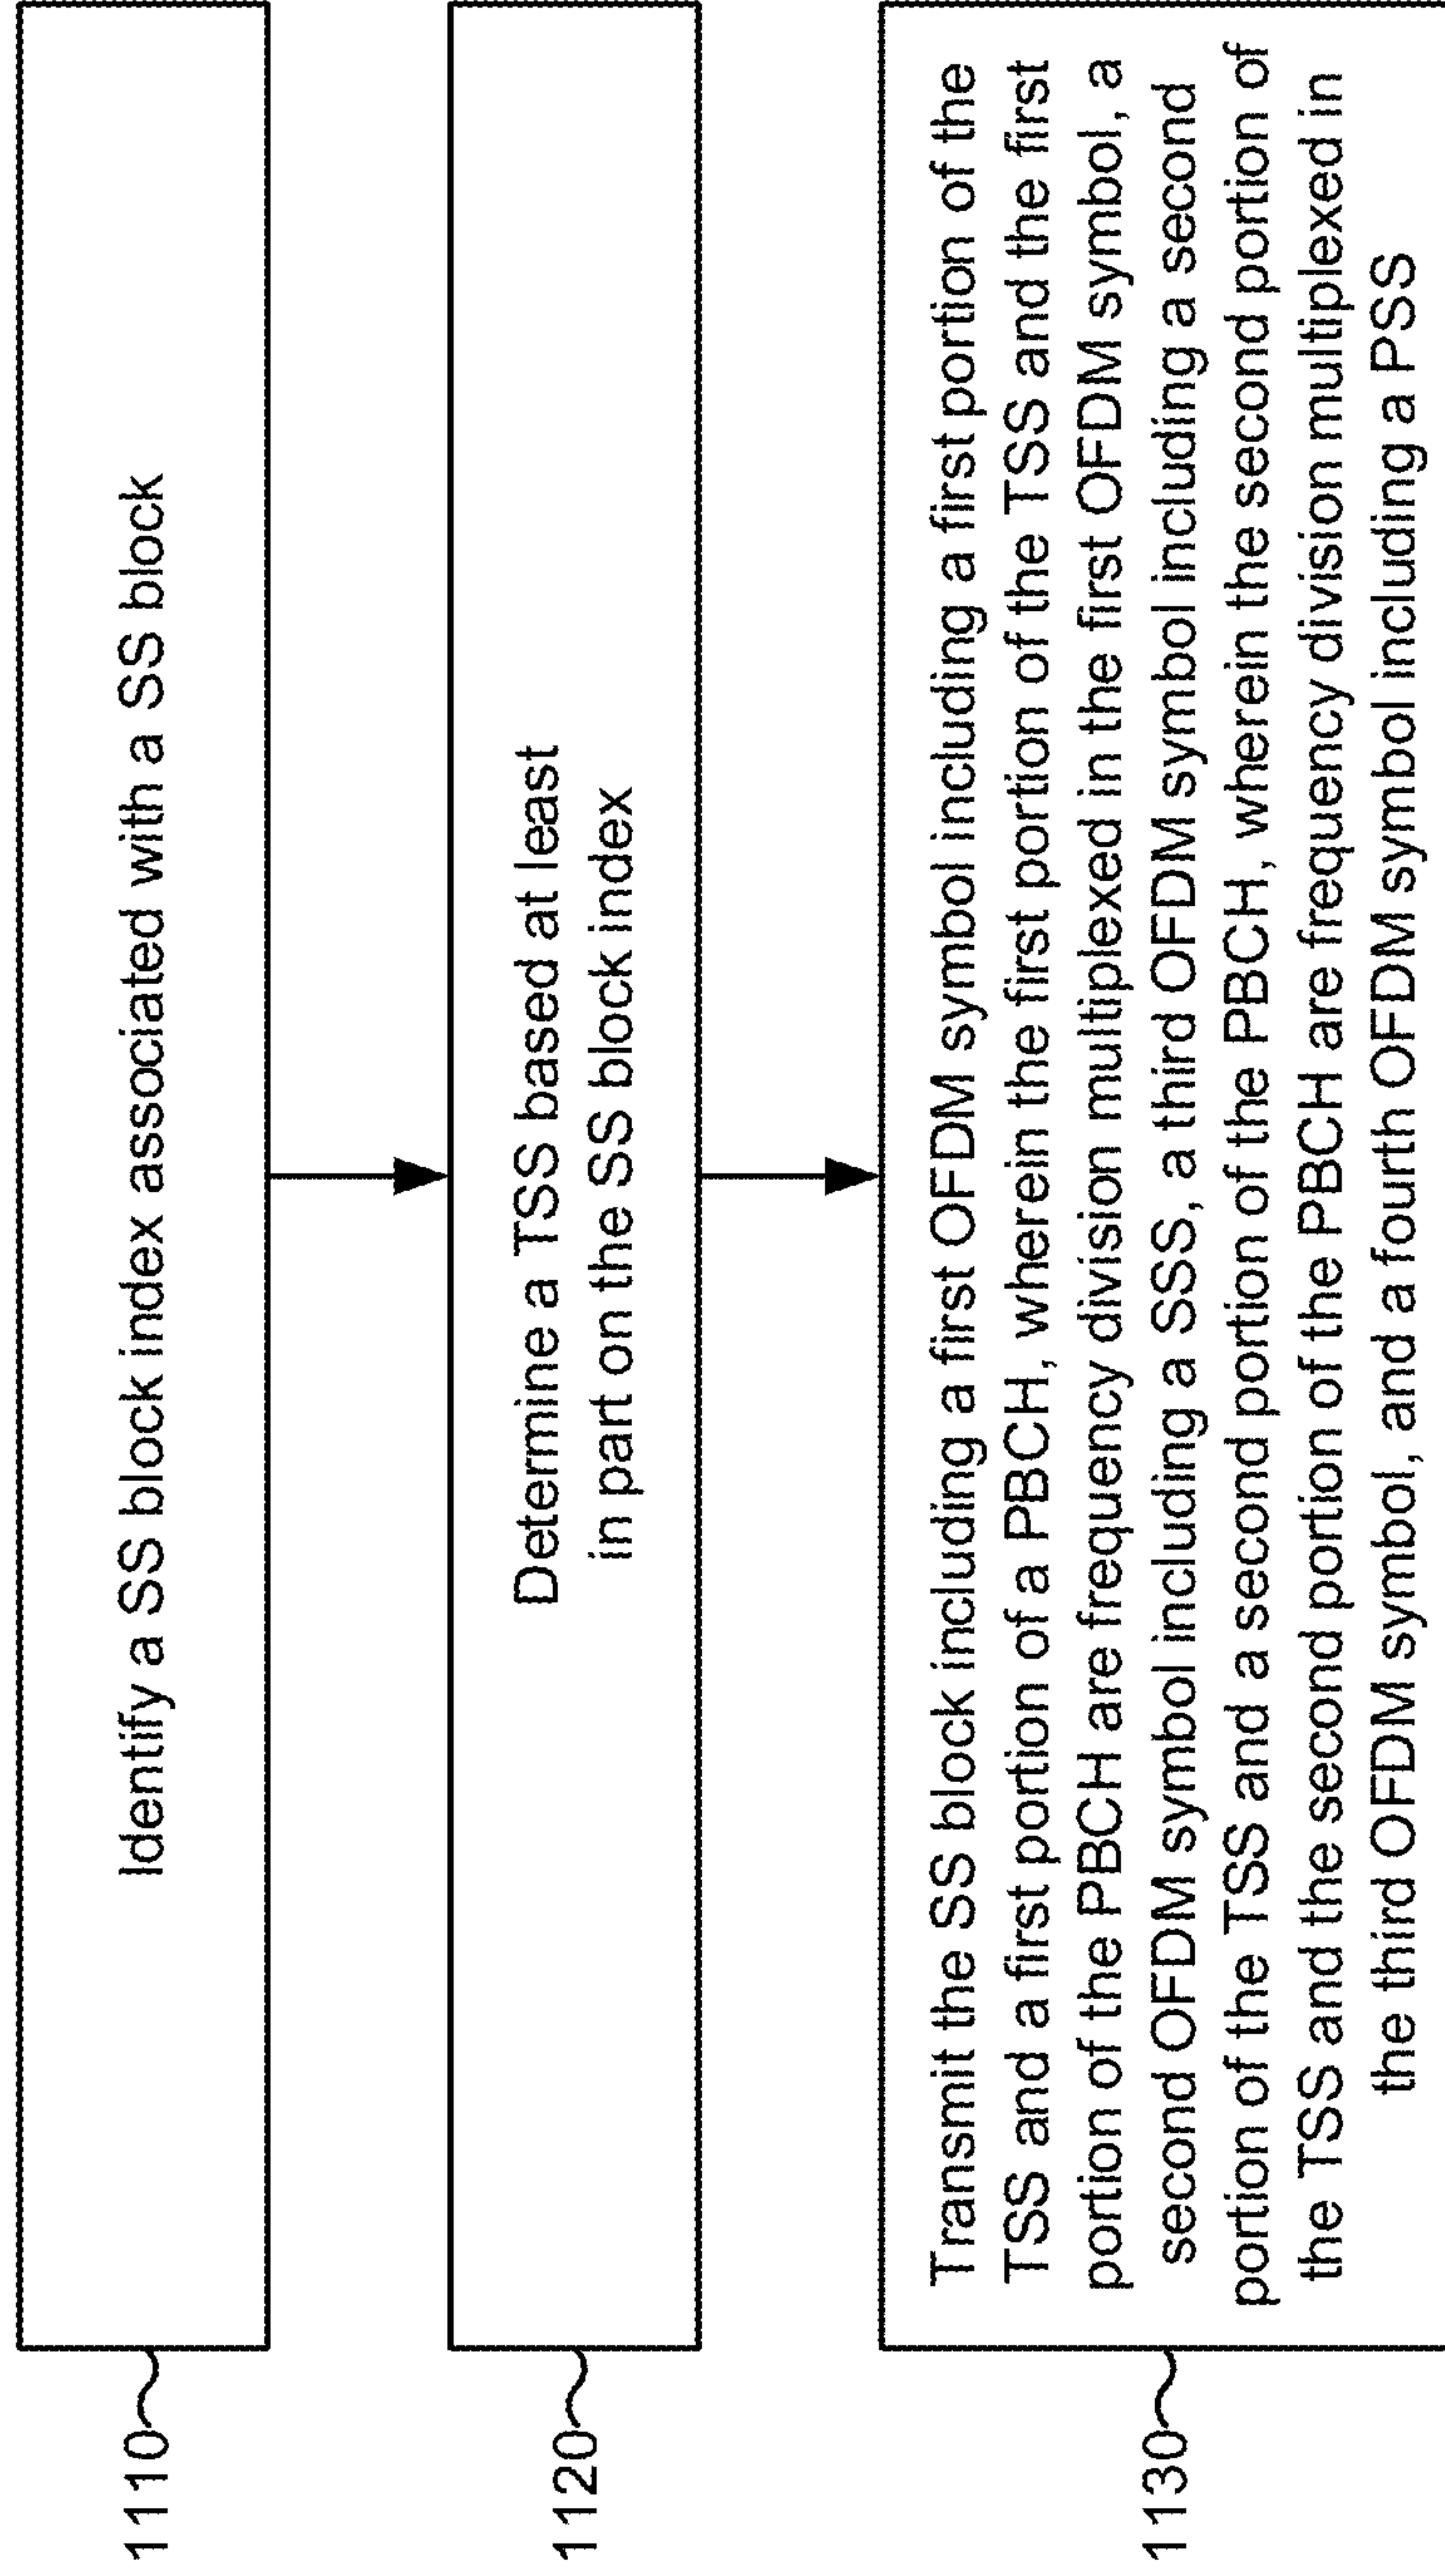 1110
Identify a SS block index associated with a SS block
1120
Determine a TSS based at least
in part on the SS block index
1130
Transmit the SS block including a first OFDM symbol including a first portion of the
TSS and a first portion of a PBCH, wherein the first portion of the TSS and the first
portion of the PBCH are frequency division multiplexed in the first OFDM symbol, a
second OFDM symbol including a SSS, a third OFDM symbol including a second
portion of the TSS and a second portion of the PBCH, wherein the second portion of
the TSS and the second portion of the PBCH are frequency division multiplexed in
the third OFDM symbol, and a fourth OFDM symbol including a PSS